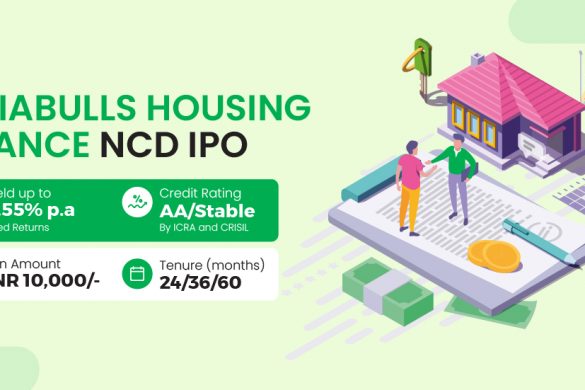 IABULLS HOUSING
ANCE NCD IPO
eld up to
.55% p.a
ed Returns
Credit Rating
AA/Stable
By ICRA and CRISIL
n Amount
NR 10,000/-
Tenure (months)
24/36/60